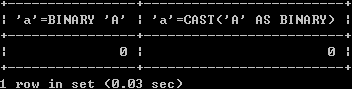 'a'=BINARY 'A' | 'a'=CAST('A' AS BINARY) |
0 | 0 |
1 row in set (0.03 sec)